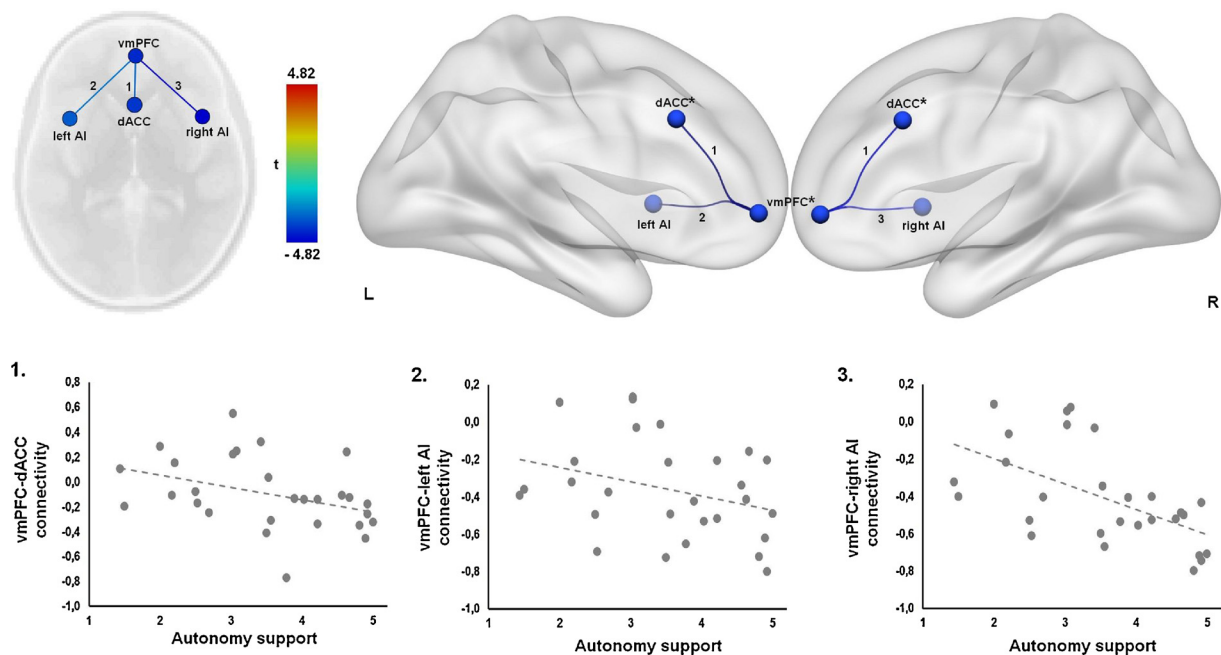 vmPFC
2
1
3
left AI
dACC
right AI
4.82
t
- 4.82
dACC*
1
left AI
2
vmPFC*
dACC*
1
3
right AI
L
R
1.
vmPFC-dACC
connectivity
0,8
0,6
0,4
0,2
0,0
-0,2
-0,4
-0,6
-0,8
-1,0
1 2 3 4 5
Autonomy support
2.
vmPFC-left AI
connectivity
0,2
0,0
-0,2
-0,4
-0,6
-0,8
-1,0
1 2 3 4 5
Autonomy support
3.
vmPFC-right AI
connectivity
0,2
0,0
-0,2
-0,4
-0,6
-0,8
-1,0
1 2 3 4 5
Autonomy support